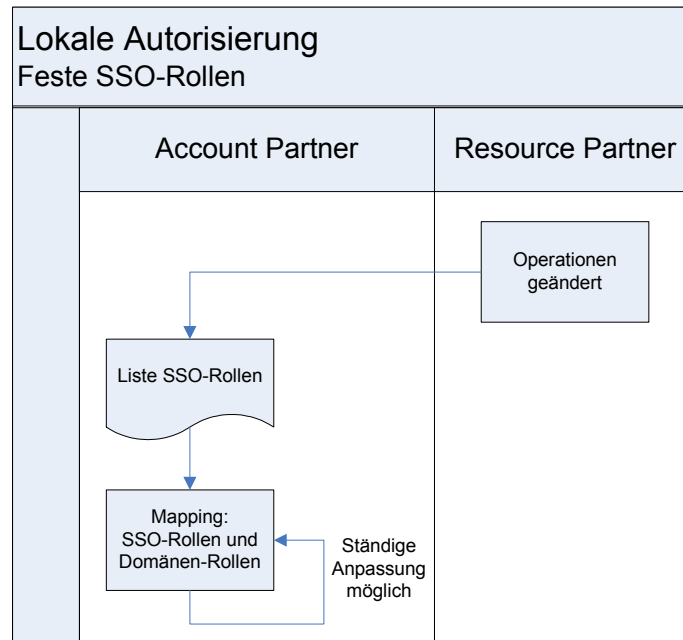 Lokale Autorisierung
Feste SSO-Rollen
Account Partner
Resource Partner
Operationen
geändert
Liste SSO-Rollen
Mapping:
SSO-Rollen und
Domänen-Rollen
Ständige
Anpassung
möglich